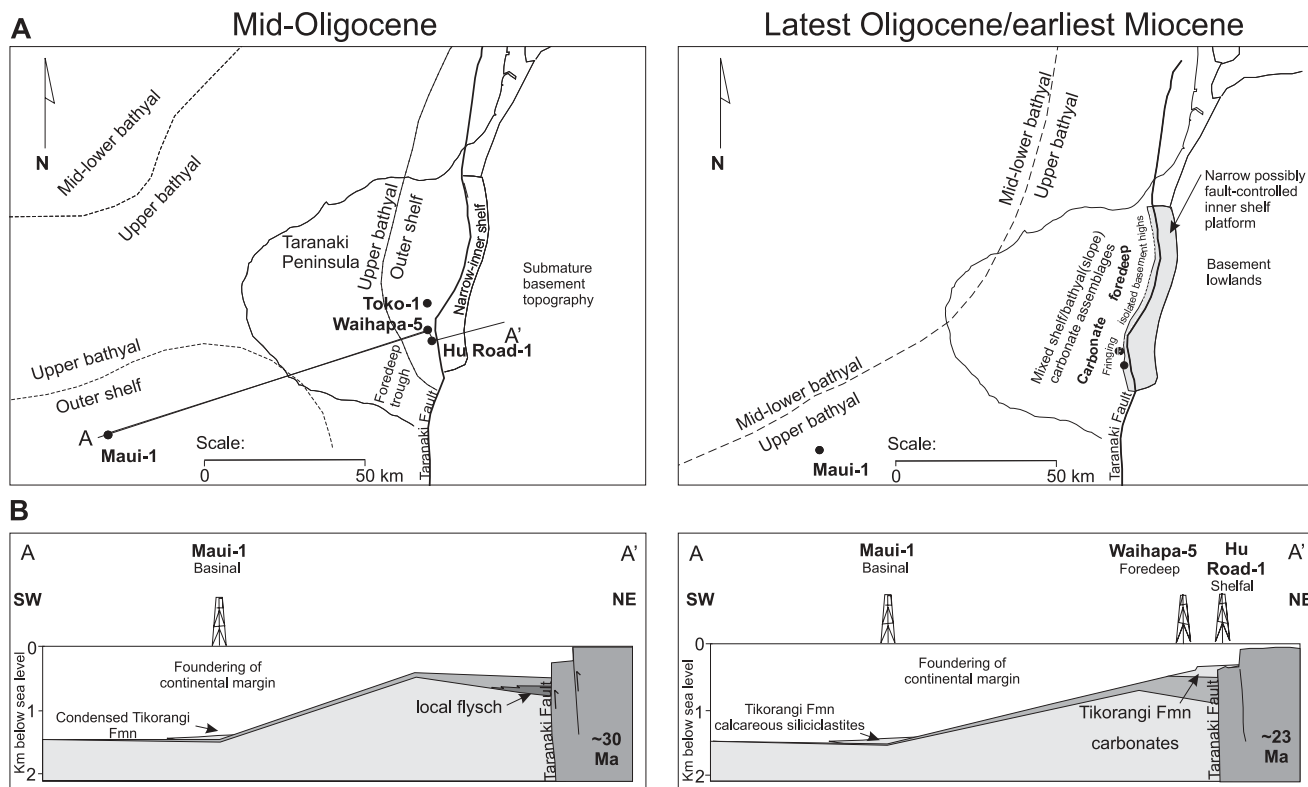 A
Mid-Oligocene
Latest Oligocene/earliest Miocene
N
Mid-lower bathyal
Upper bathyal
Taranaki
Peninsula
Upper bathyal
Outer shelf
Narrow-inner shelf
Submature
basement
topography
Toko-1
Waihapa-5
A'
Hu Road-1
Foredeep
trough
Upper bathyal
Outer shelf
A
Maui-1
Scale:
0
50 km
Taranaki Fault
N
Mid-lower bathyal
Upper bathyal
Narrow possibly
fault-controlled
inner shelf
platform
Basement
lowlands
Mixed shelf/bathyal(slope)
carbonate assemblages
Carbonate foredeep
Fringing isolated basement highs
Mid-lower bathyal
Upper bathyal
Maui-1
Scale:
0
50 km
Taranaki Fault
B
A
Maui-1
Basinal
A'
SW
NE
Km below sea level
0
1
2
Foundering of
continental margin
Condensed Tikorangi
Fmn
local flysch
Taranaki Fault
~30
Ma
A
Maui-1
Basinal
Waihapa-5
Foredeep
Hu
Road-1
Shelfal
A'
SW
NE
Km below sea level
0
1
2
Foundering of
continental margin
Tikorangi Fmn
calcareous siliciclastites
Tikorangi Fmn
carbonates
Taranaki Fault
~23
Ma